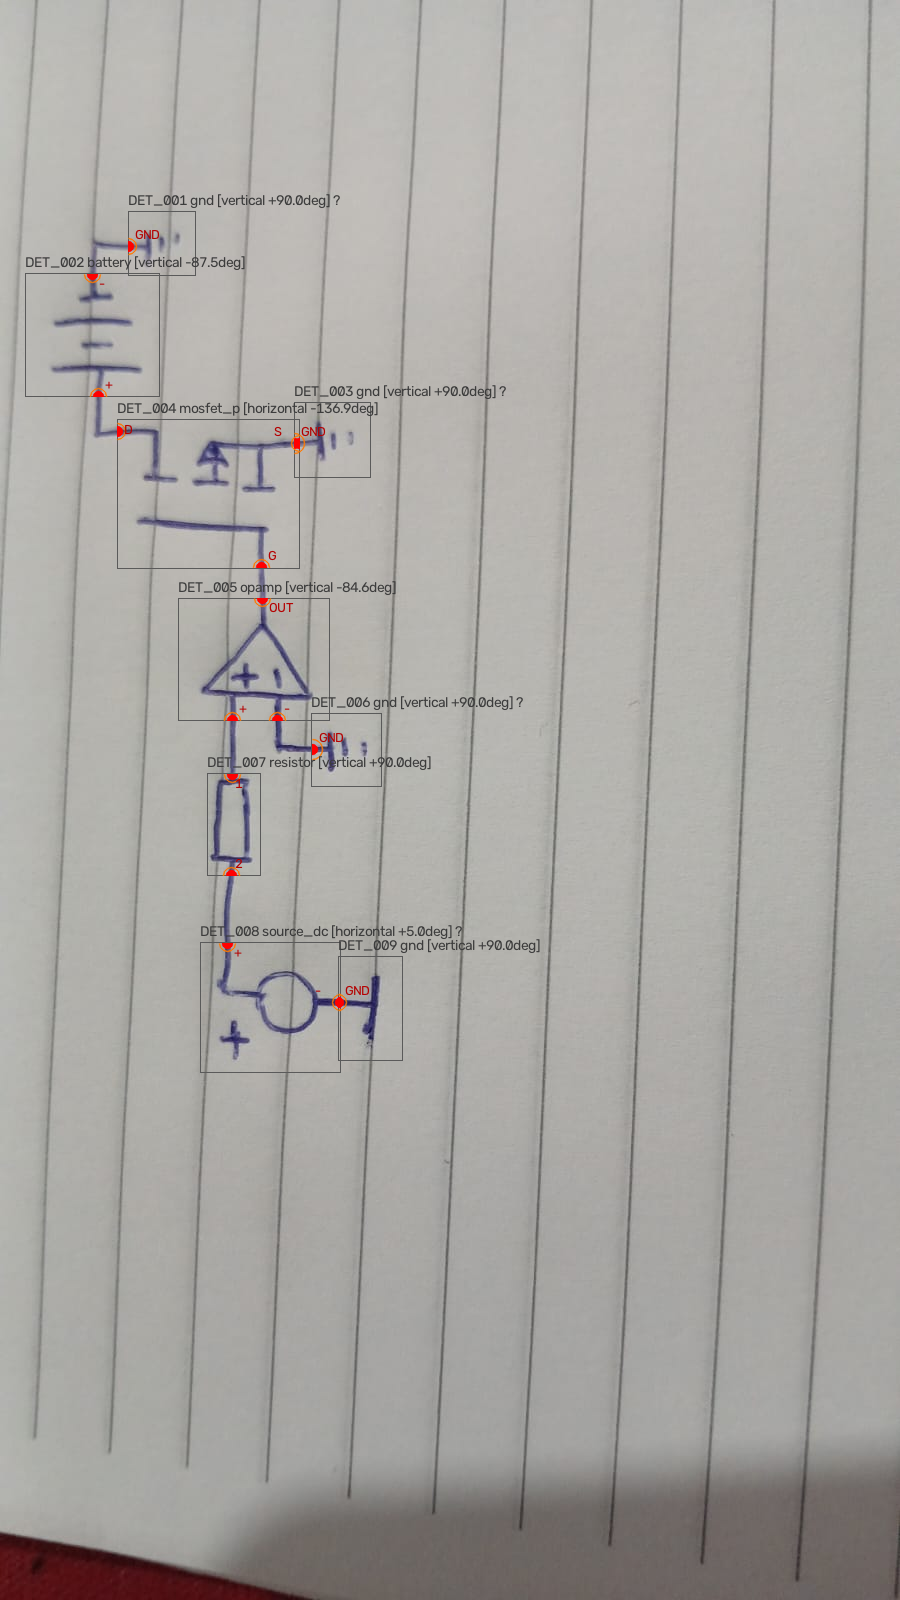 DET_001 gnd [vertical +90.0deg] ?
GND
DET_002 battery [vertical -87.5deg]
-
+
DET_003 gnd [vertical +90.0deg] ?
DET_004 mosfet_p [horizontal -136.9deg]
D
S
GND
G
DET_005 opamp [vertical -84.6deg]
OUT
+ -
+
-
DET_006 gnd [vertical +90.0deg] ?
GND
DET_007 resistor [vertical +90.0deg]
1
2
DET_008 source_dc [horizontal +5.0deg] ?
DET_009 gnd [vertical +90.0deg]
+
-
GND
+